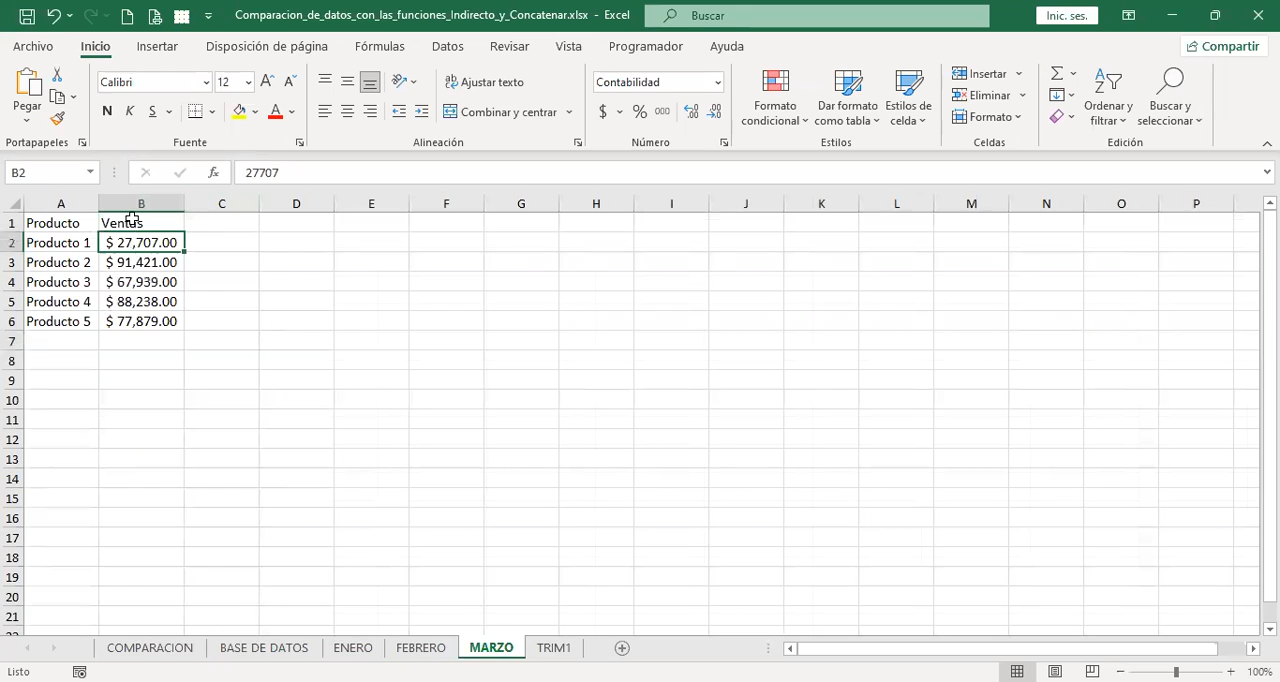 Comparacion_de_datos_con_las_funciones_Indirecto_y_Concatenar.xlsx - Excel
Buscar
Inic. ses.
Archivo Inicio Insertar Disposición de página Fórmulas Datos Revisar Vista Programador Ayuda
Compartir
Pegar
Calibri 12
N K S
Ajustar texto
Combinar y centrar
Contabilidad
$ % 000
Formato condicional
Dar formato como tabla
Estilos de celda
Insertar
Eliminar
Formato
Ordenar y filtrar
Buscar y seleccionar
Portapapeles Fuente Alineación Número Estilos Celdas Edición
B2 fx 27707
A B C D E F G H I J K L M N O P
1 Producto Ventas
2 Producto 1 $ 27,707.00
3 Producto 2 $ 91,421.00
4 Producto 3 $ 67,939.00
5 Producto 4 $ 88,238.00
6 Producto 5 $ 77,879.00
7
8
9
10
11
12
13
14
15
16
17
18
19
20
21
COMPARACION BASE DE DATOS ENERO FEBRERO MARZO TRIM1
Listo
100%